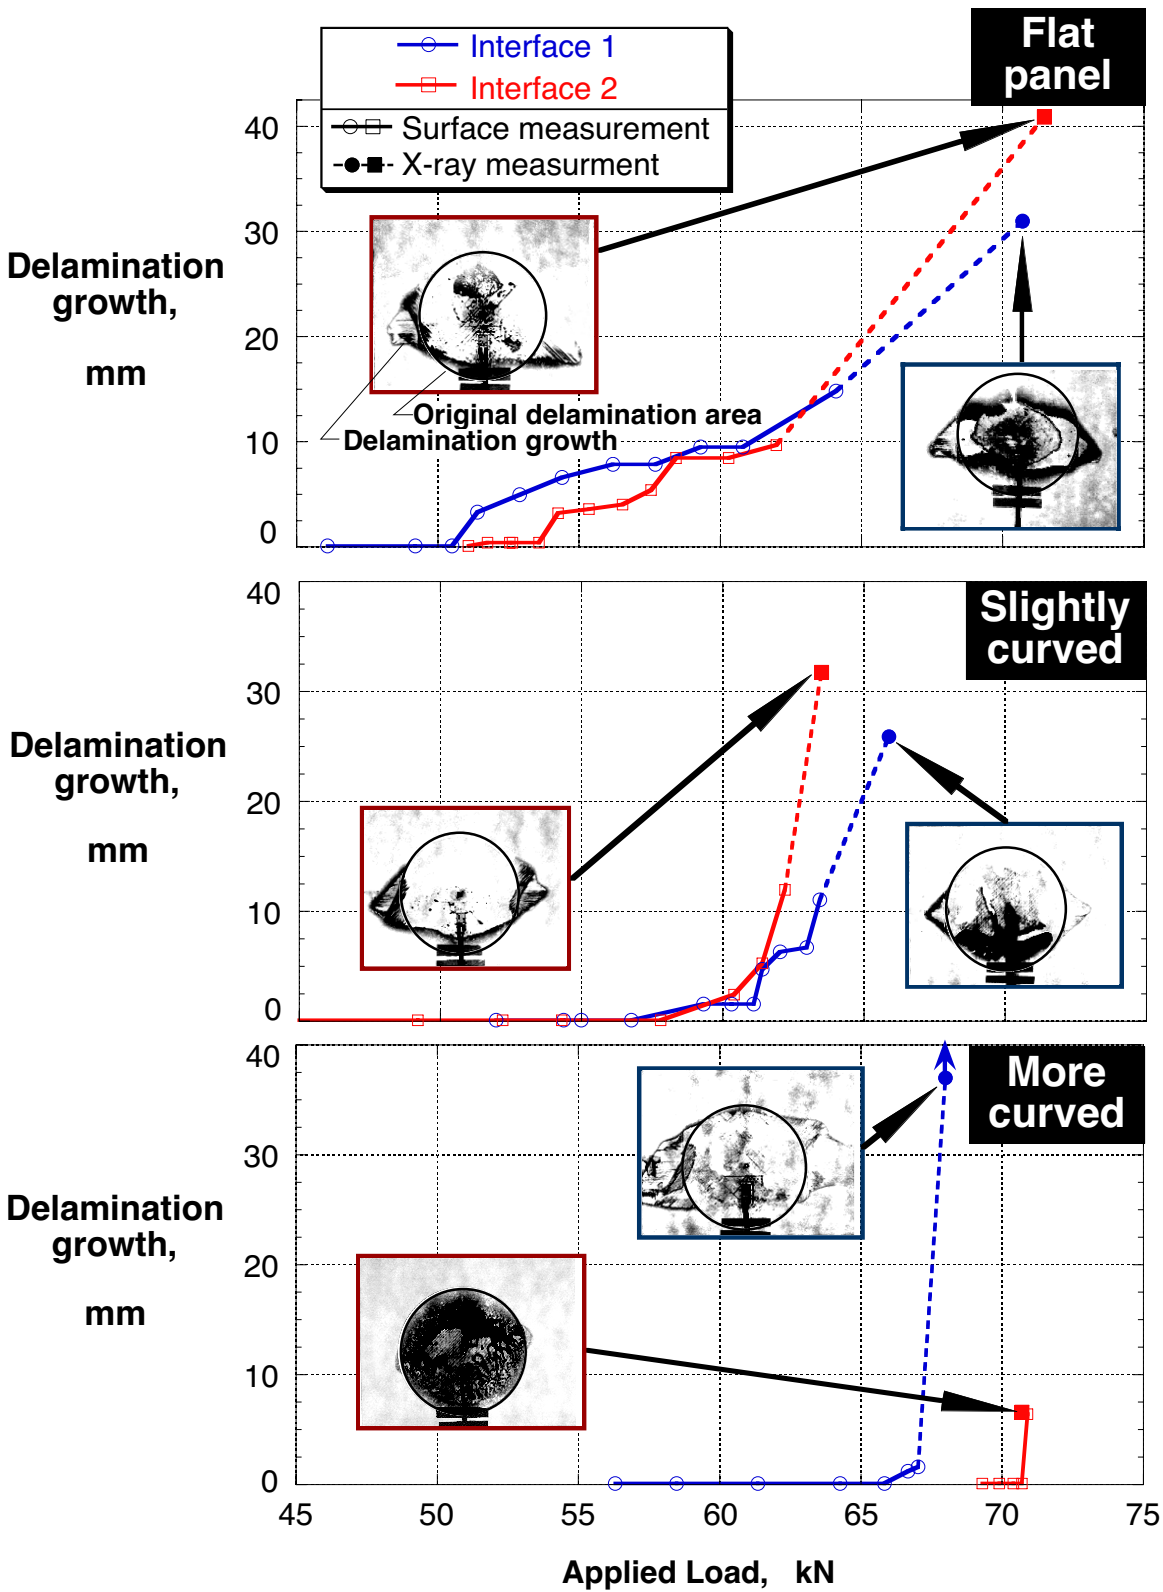 Interface 1
Interface 2
Surface measurement
X-ray measurment
Flat
panel
40
30
20
10
0
Delamination
growth,
mm
Original delamination area
Delamination growth
Slightly
curved
40
30
20
10
0
Delamination
growth,
mm
More
curved
40
30
20
10
0
Delamination
growth,
mm
45 50 55 60 65 70 75
Applied Load, kN